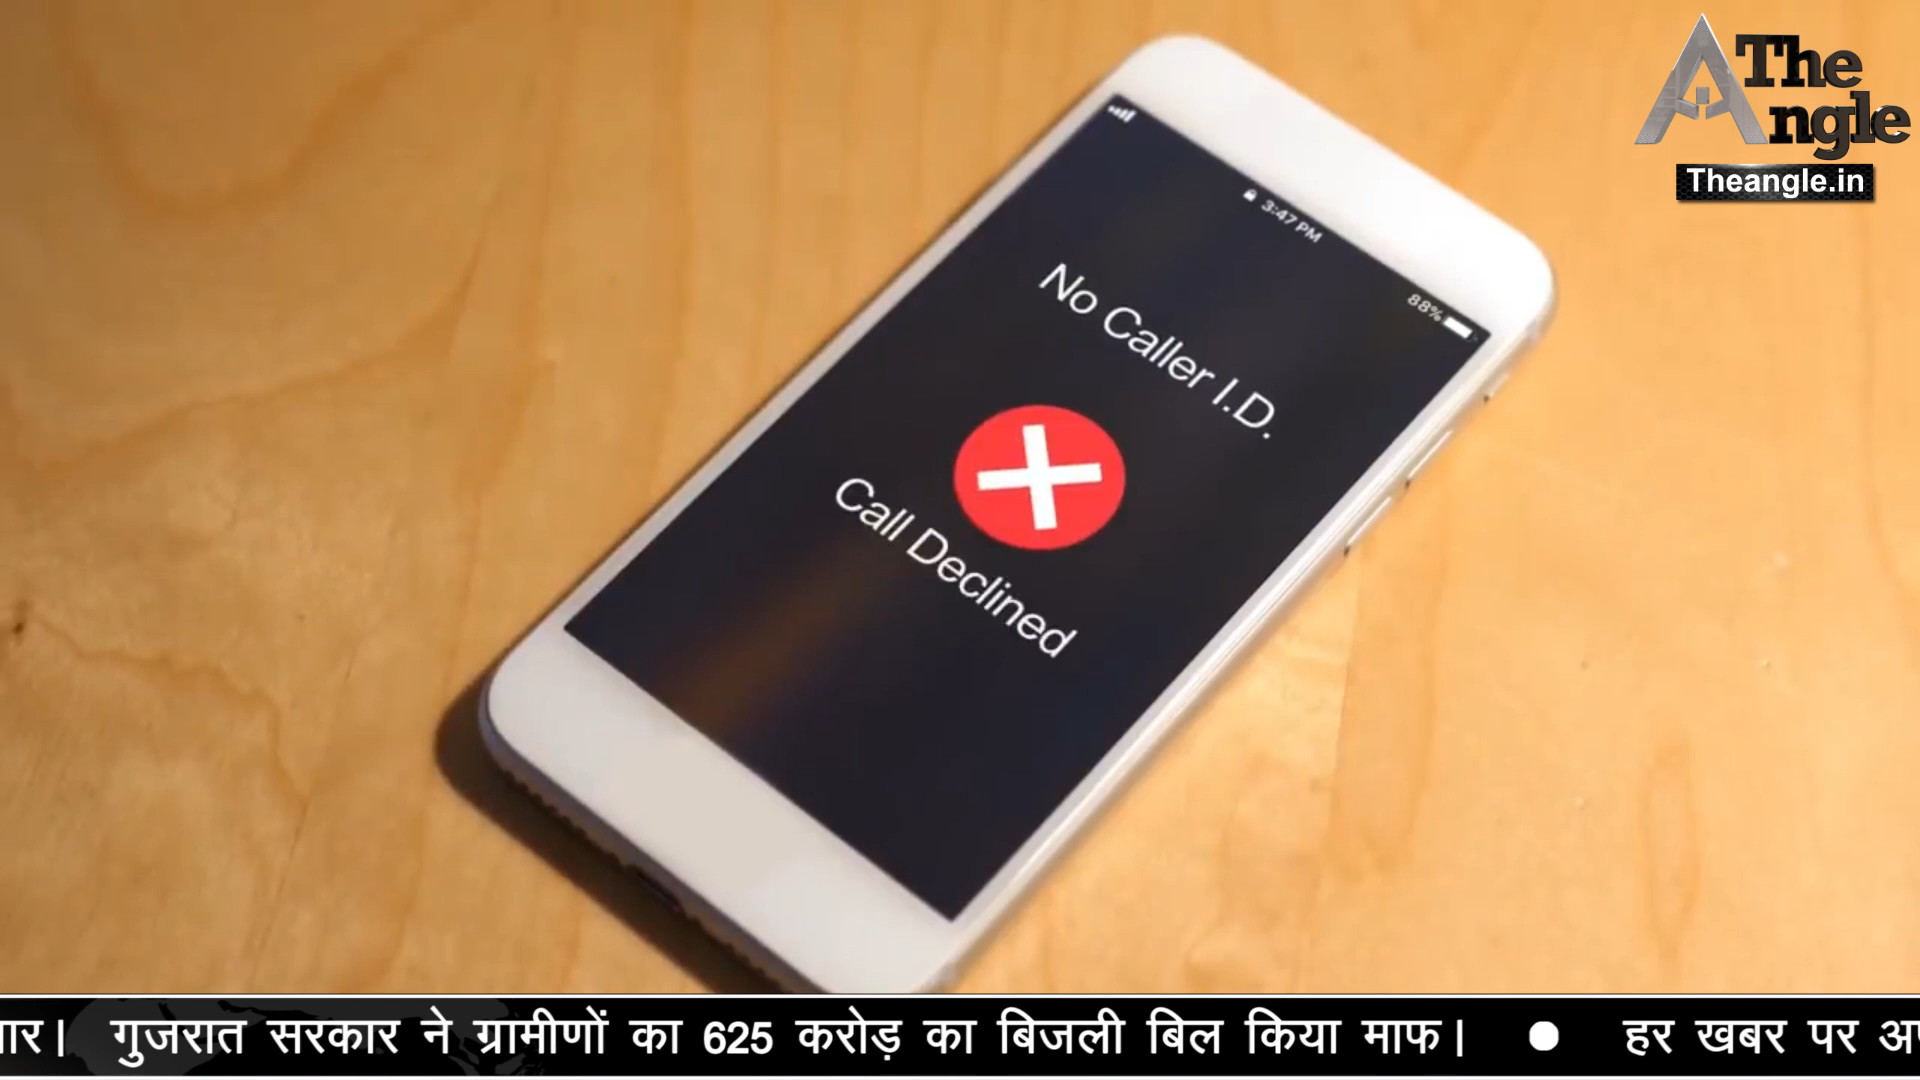 The
Angle
Theangle.in
3:47 PM
88%
No Caller I.D.
Call Declined
गुजरात सरकार ने ग्रामीणों का 625 करोड़ का बिजली बिल किया माफ। ● हर खबर पर